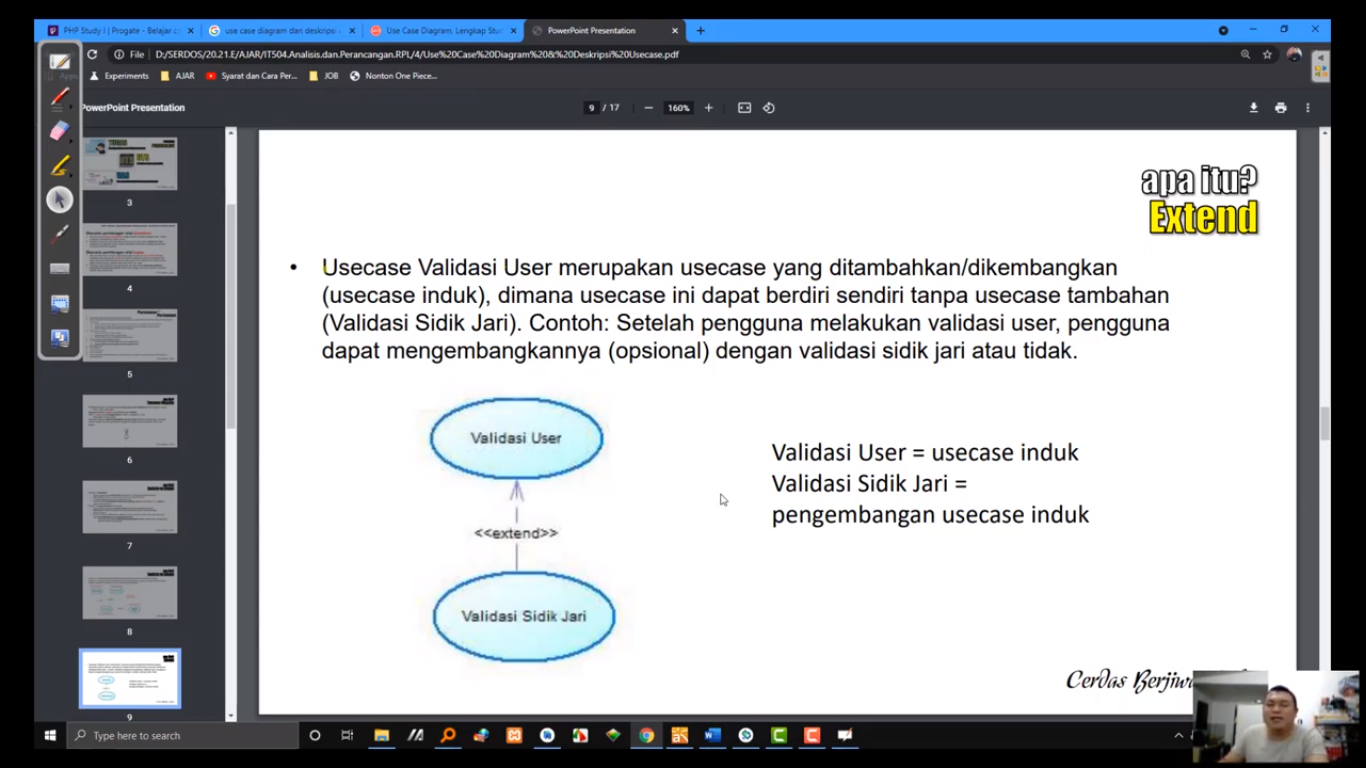 PHP Study I | Progate - Belajar c
use case diagram dan deskripsi
Use Case Diagram, Lengkap Stu
PowerPoint Presentation
File
D:/SERDOS/20.21.E/AJAR/IT504.Analisis.dan.Perancangan.RPL/4/Use%20Case%20Diagram%20&%20Deskripsi%20Usecase.pdf
Apps
Experiments
AJAR
Syarat dan Cara Per...
JOB
Nonton One Piece...
PowerPoint Presentation
9 / 17
160%
3
4
5
6
7
8
9
apa itu?
Extend
• Usecase Validasi User merupakan usecase yang ditambahkan/dikembangkan
(usecase induk), dimana usecase ini dapat berdiri sendiri tanpa usecase tambahan
(Validasi Sidik Jari). Contoh: Setelah pengguna melakukan validasi user, pengguna
dapat mengembangkannya (opsional) dengan validasi sidik jari atau tidak.
Validasi User
<<extend>>
Validasi Sidik Jari
Validasi User = usecase induk
Validasi Sidik Jari =
pengembangan usecase induk
Cerdas Berjiw
Type here to search